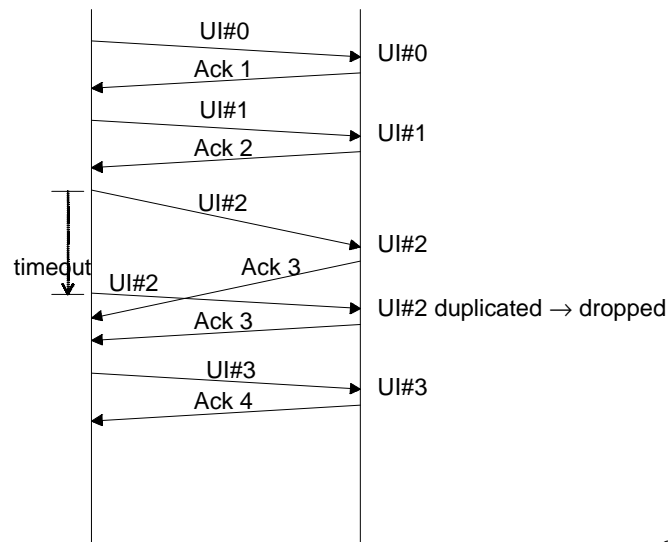 UI#0
UI#0
Ack 1
UI#1
UI#1
Ack 2
UI#2
UI#2
Ack 3
timeout
UI#2
UI#2 duplicated → dropped
Ack 3
UI#3
UI#3
Ack 4